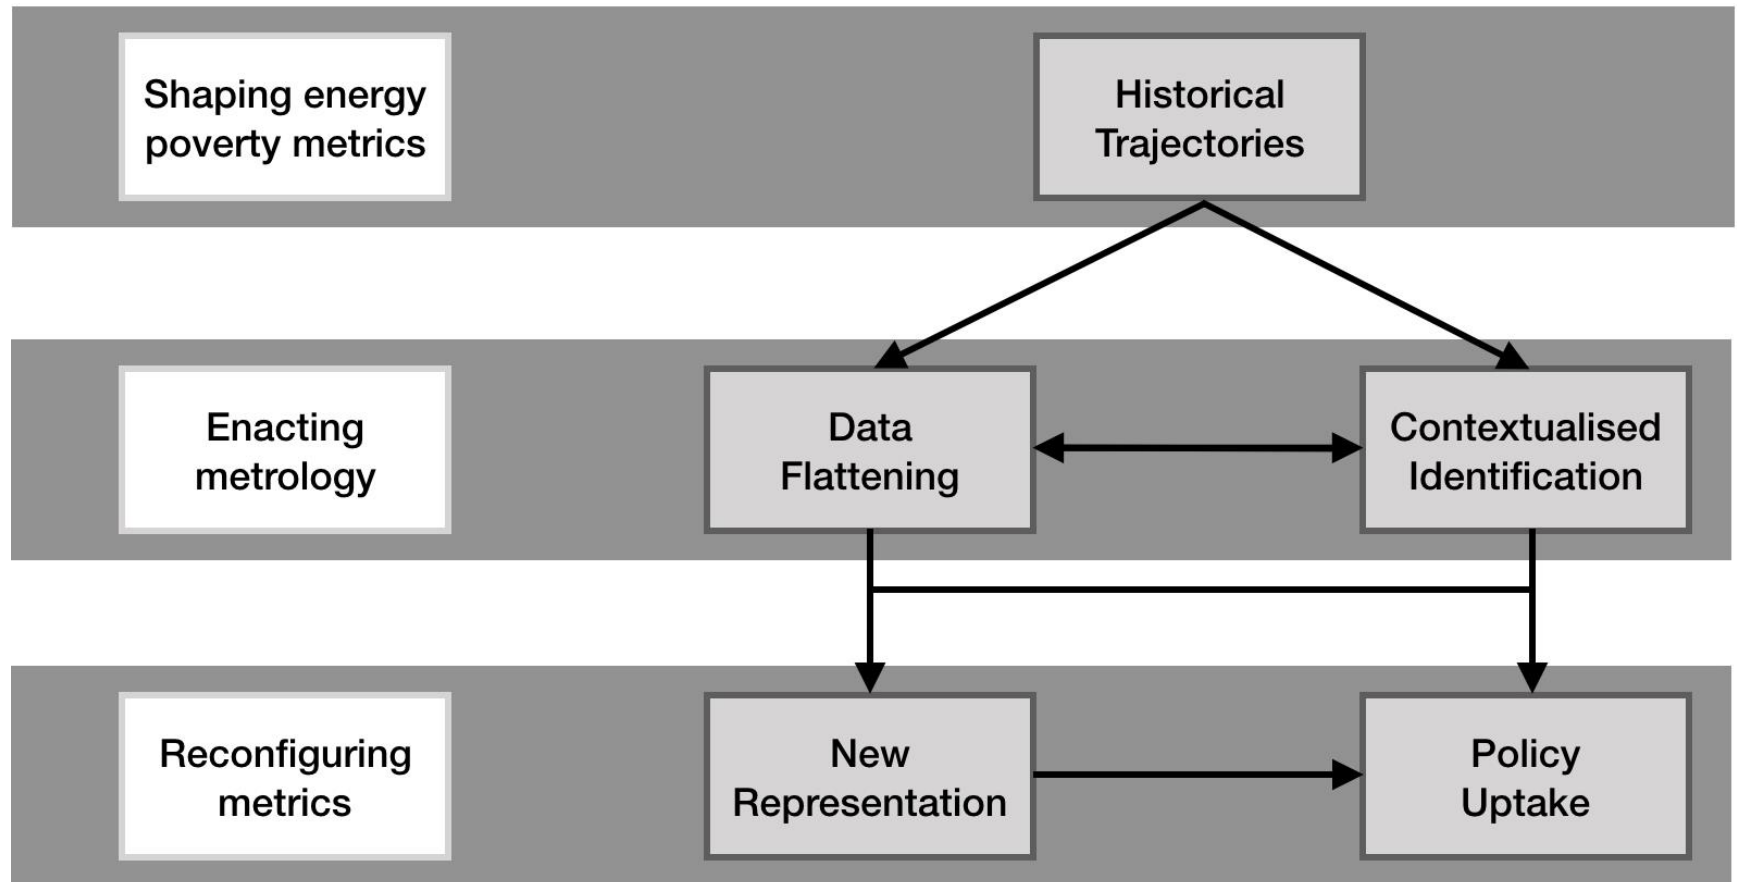 Shaping energy
poverty metrics
Historical
Trajectories
Enacting
metrology
Data
Flattening
Contextualised
Identification
Reconfiguring
metrics
New
Representation
Policy
Uptake